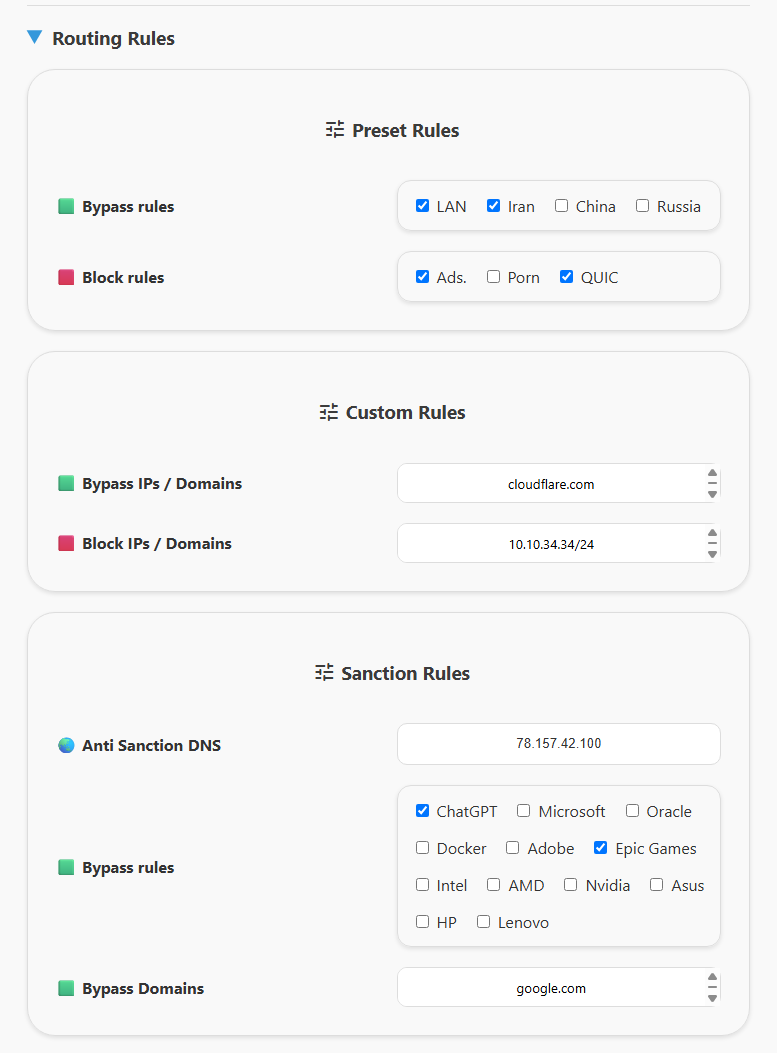 Routing Rules
Preset Rules
Bypass rules
LAN Iran China Russia
Block rules
Ads. Porn QUIC
Custom Rules
Bypass IPs / Domains
cloudflare.com
Block IPs / Domains
10.10.34.34/24
Sanction Rules
Anti Sanction DNS
78.157.42.100
Bypass rules
ChatGPT Microsoft Oracle
Docker Adobe Epic Games
Intel AMD Nvidia Asus
HP Lenovo
Bypass Domains
google.com